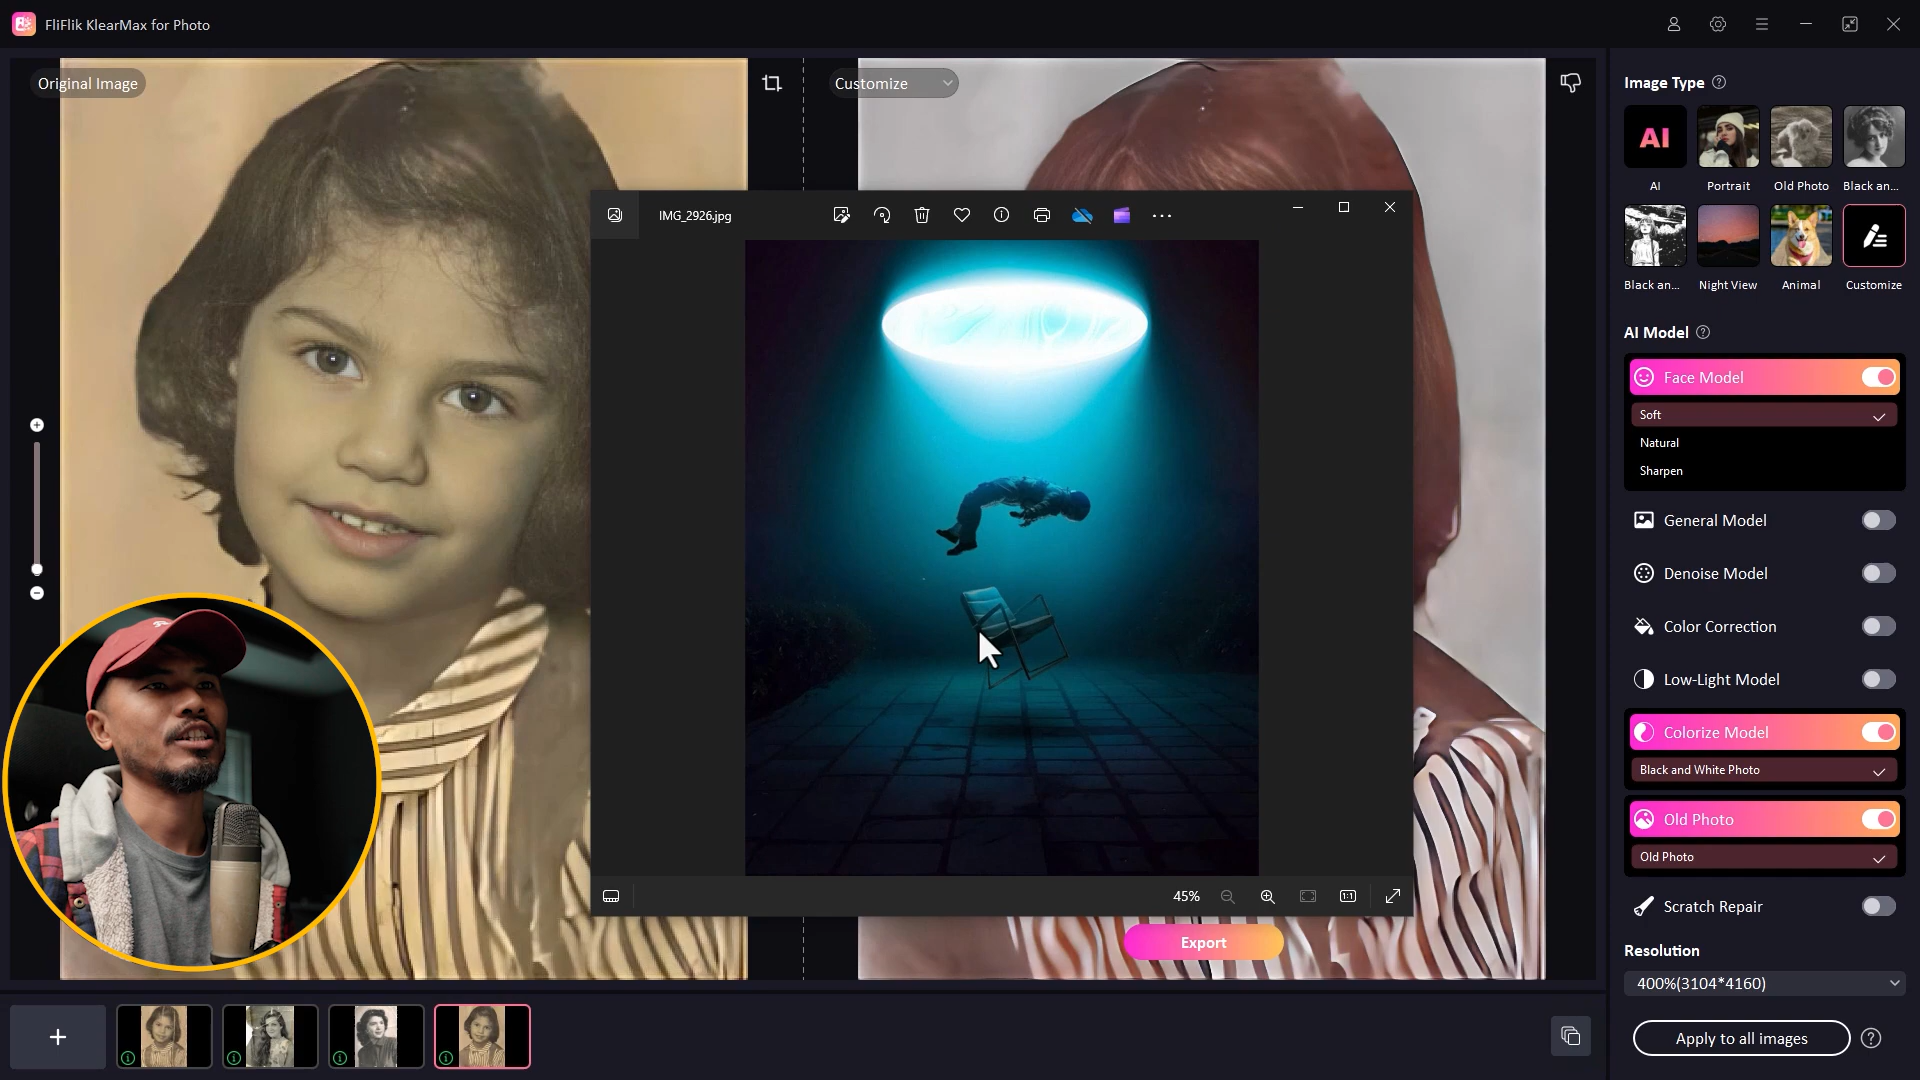 FliFlik KlearMax for Photo
Original Image
Customize
IMG_2926.jpg
45%
1:1
Export
Image Type
AI
AI
Portrait
Old Photo
Black an...
Black an...
Night View
Animal
Customize
AI Model
Face Model
Soft
Natural
Sharpen
General Model
Denoise Model
Color Correction
Low-Light Model
Colorize Model
Black and White Photo
Old Photo
Old Photo
Scratch Repair
Resolution
400%(3104*4160)
Apply to all images